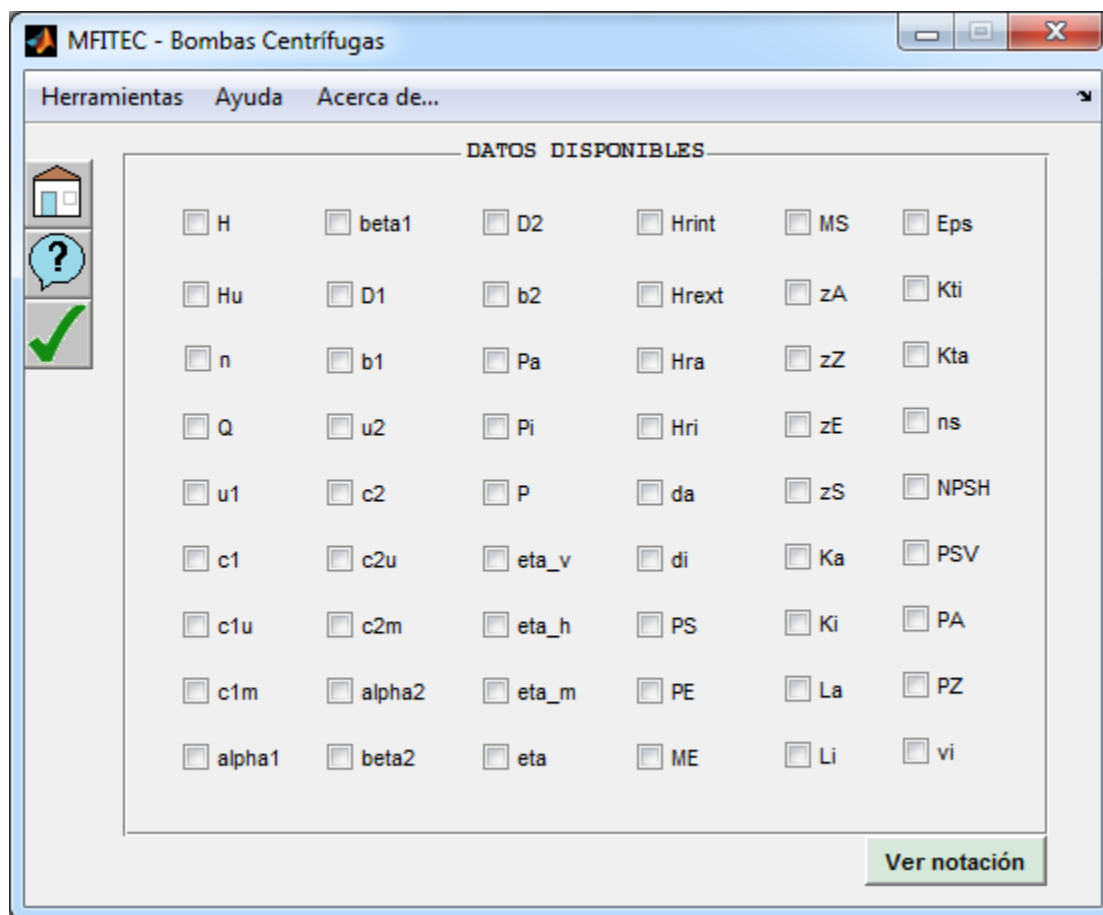 MFITEC - Bombas Centrífugas
Herramientas Ayuda Acerca de...
DATOS DISPONIBLES
H beta1 D2 Hrint MS Eps
Hu D1 b2 Hrext zA Kti
n b1 Pa Hra zZ Kta
Q u2 Pi Hri zE ns
u1 c2 P da zS NPSH
c1 c2u eta_v di Ka PSV
c1u c2m eta_h PS Ki PA
c1m alpha2 eta_m PE La PZ
alpha1 beta2 eta ME Li vi
Ver notación